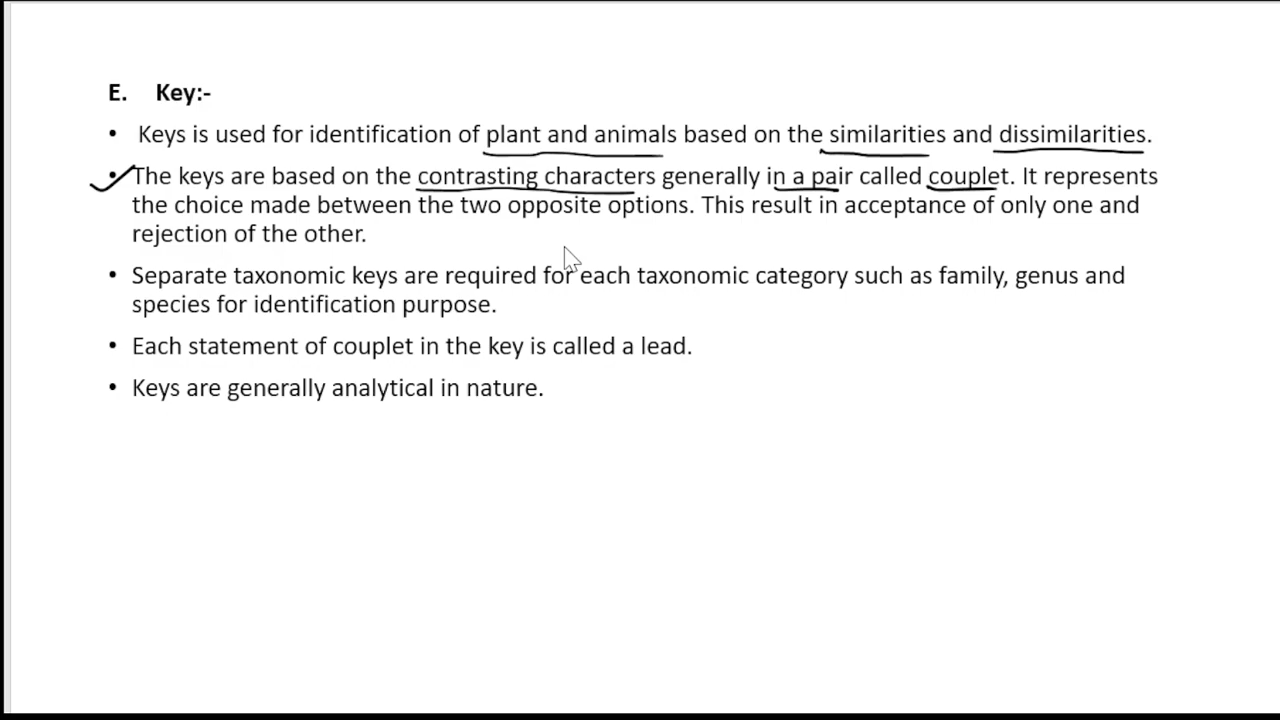 E. Key:-
• Keys is used for identification of plant and animals based on the similarities and dissimilarities.
• The keys are based on the contrasting characters generally in a pair called couplet. It represents
the choice made between the two opposite options. This result in acceptance of only one and
rejection of the other.
• Separate taxonomic keys are required for each taxonomic category such as family, genus and
species for identification purpose.
• Each statement of couplet in the key is called a lead.
• Keys are generally analytical in nature.